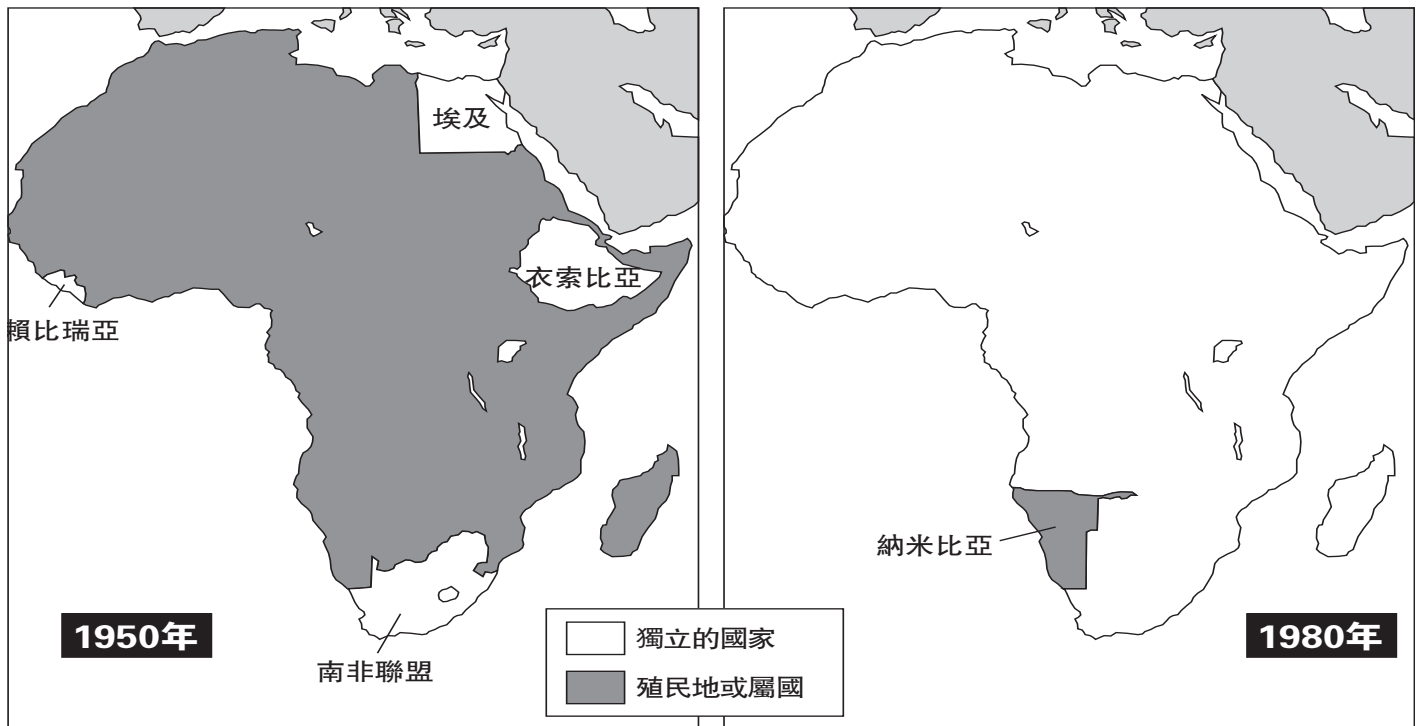 埃及
衣索比亞
賴比瑞亞
南非聯盟
1950年
獨立的國家
殖民地或屬國
納米比亞
1980年